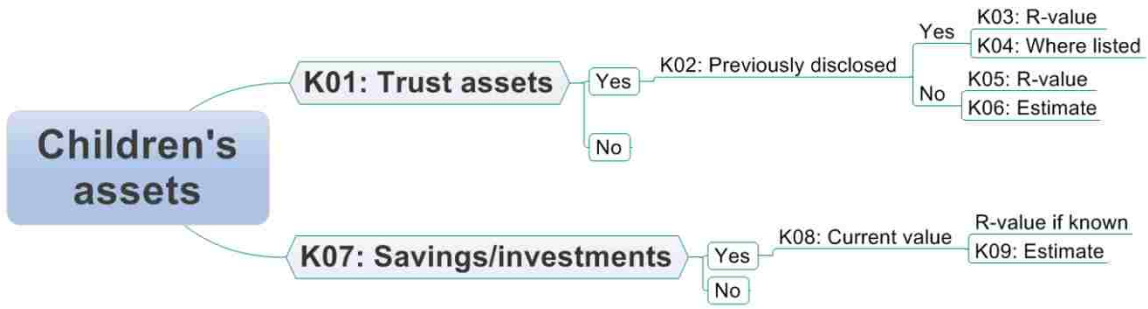 Children's
assets
K01: Trust assets
Yes
K02: Previously disclosed
Yes
K03: R-value
K04: Where listed
No
K05: R-value
K06: Estimate
No
K07: Savings/investments
Yes
K08: Current value
R-value if known
K09: Estimate
No